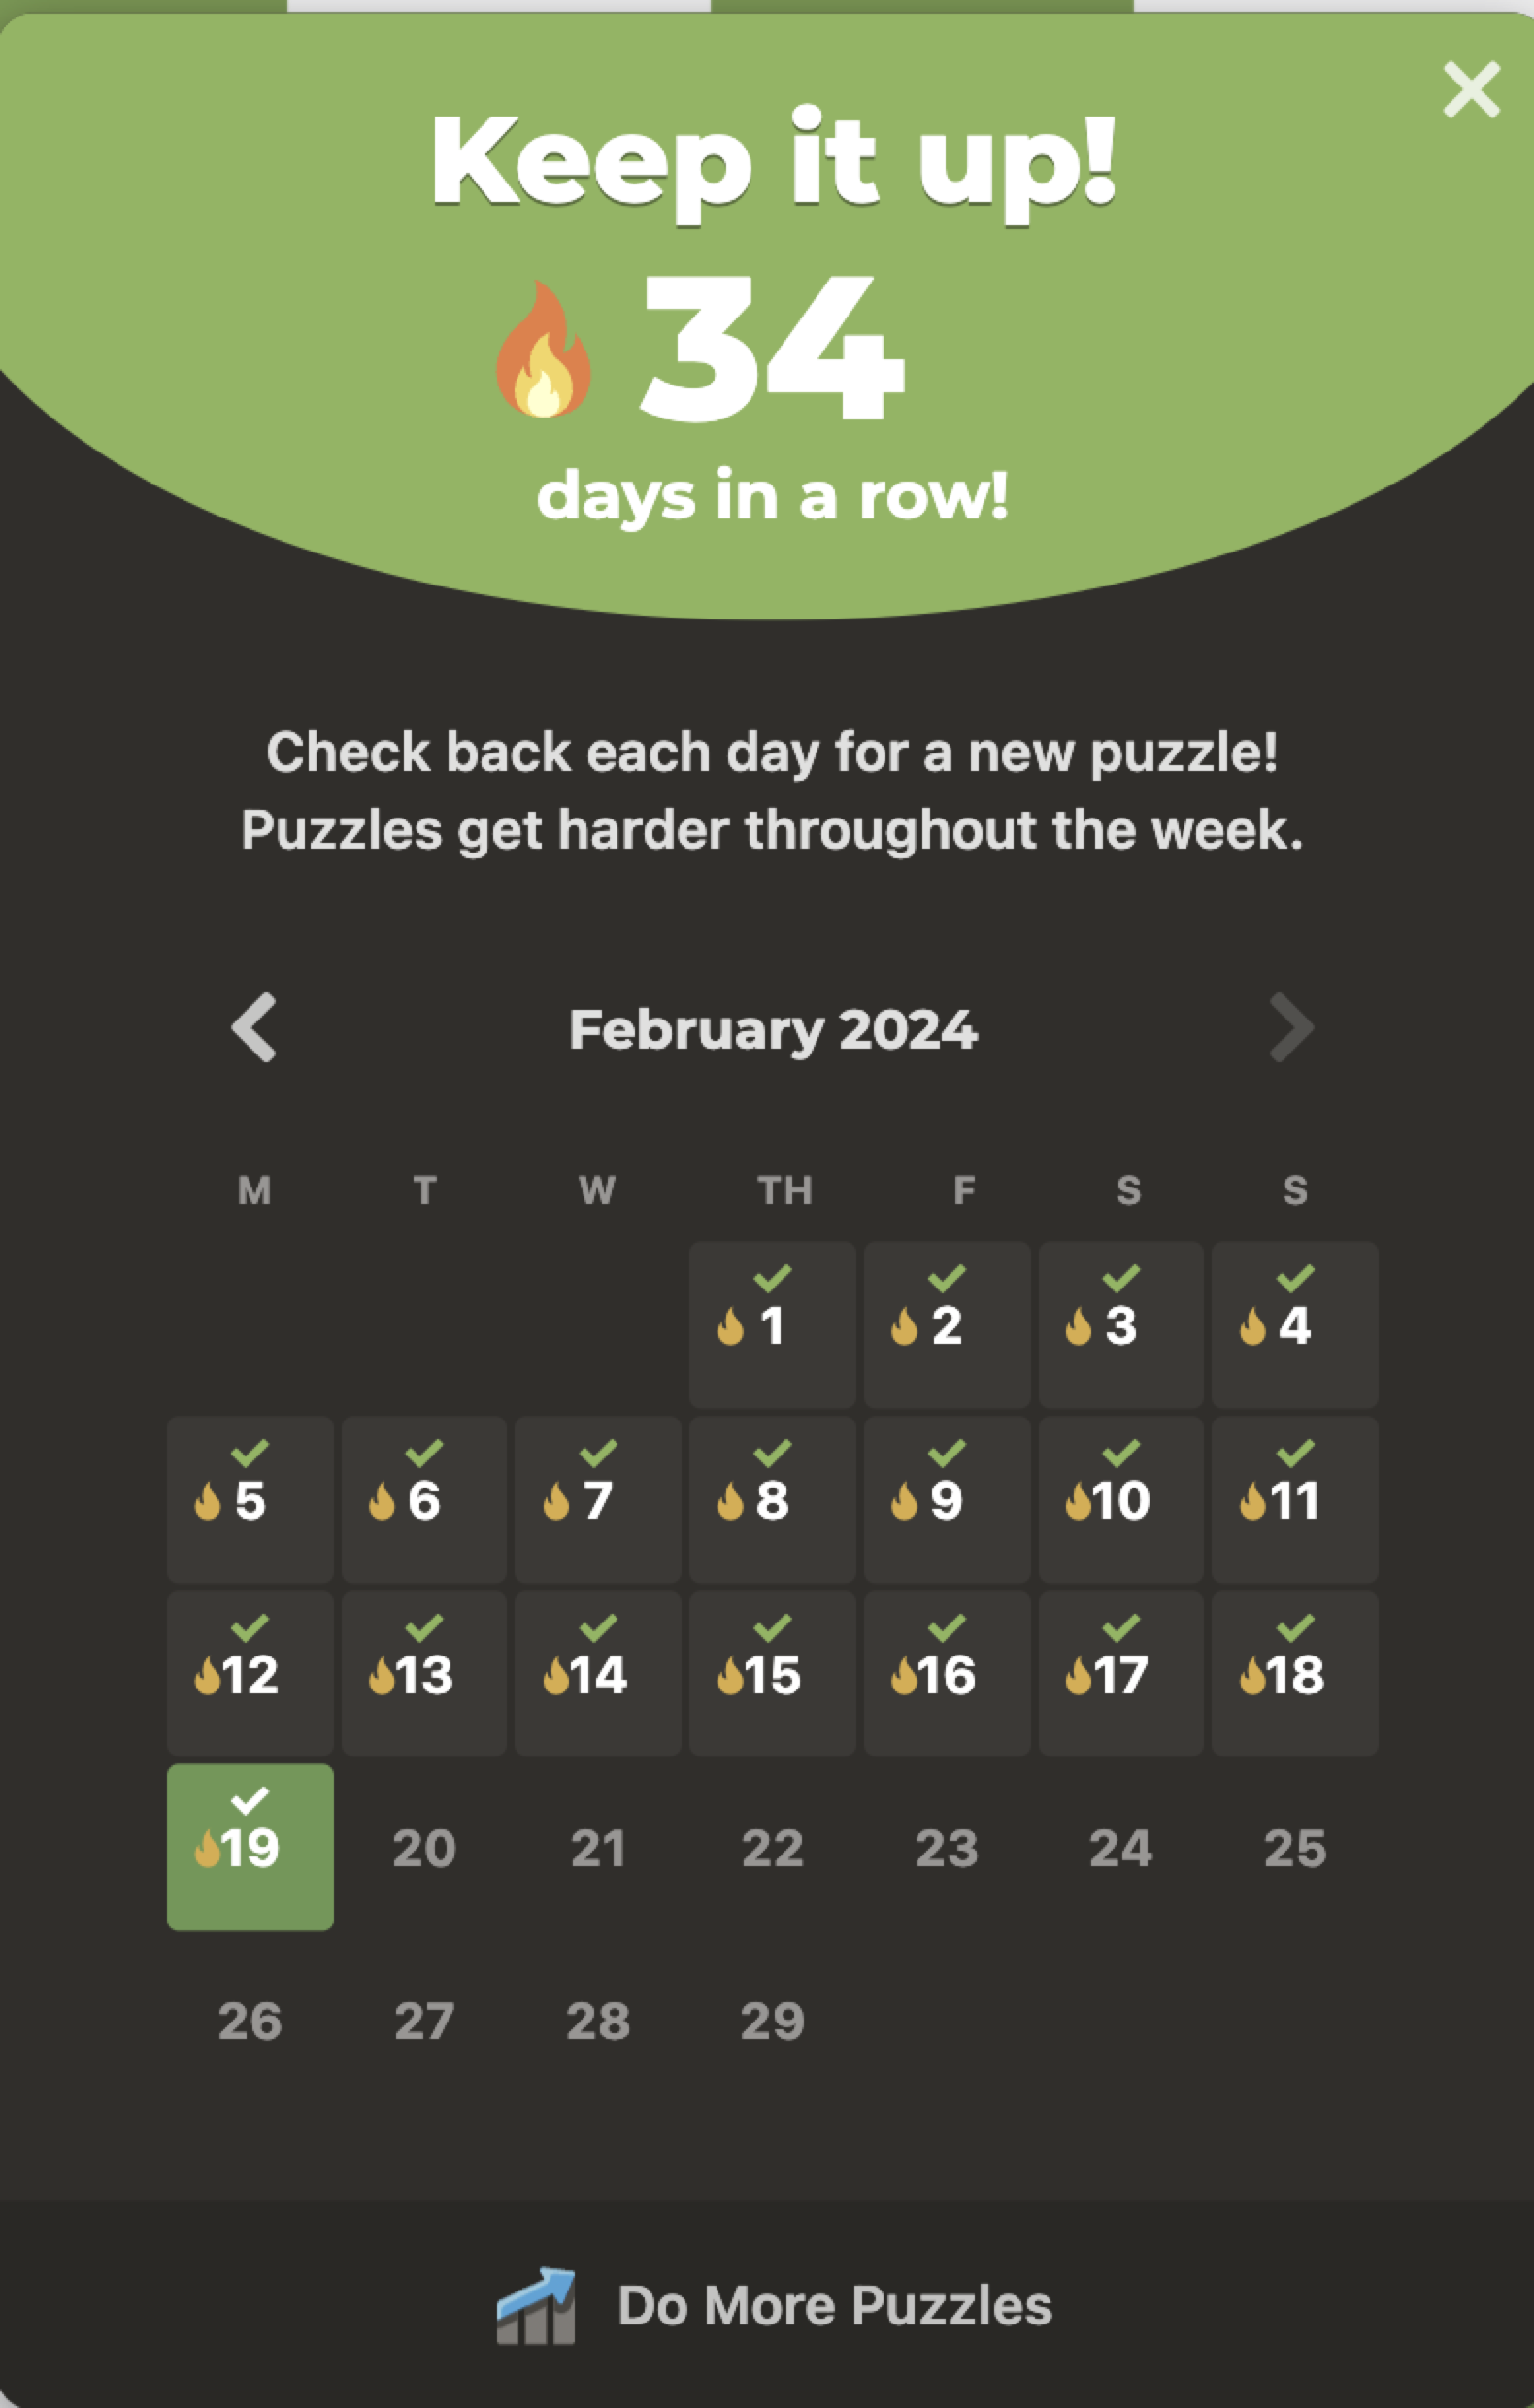 Keep it up!
34
days in a row!
Check back each day for a new puzzle!
Puzzles get harder throughout the week.
February 2024
M T W TH F S S
1 2 3 4
5 6 7 8 9 10 11
12 13 14 15 16 17 18
19 20 21 22 23 24 25
26 27 28 29
Do More Puzzles